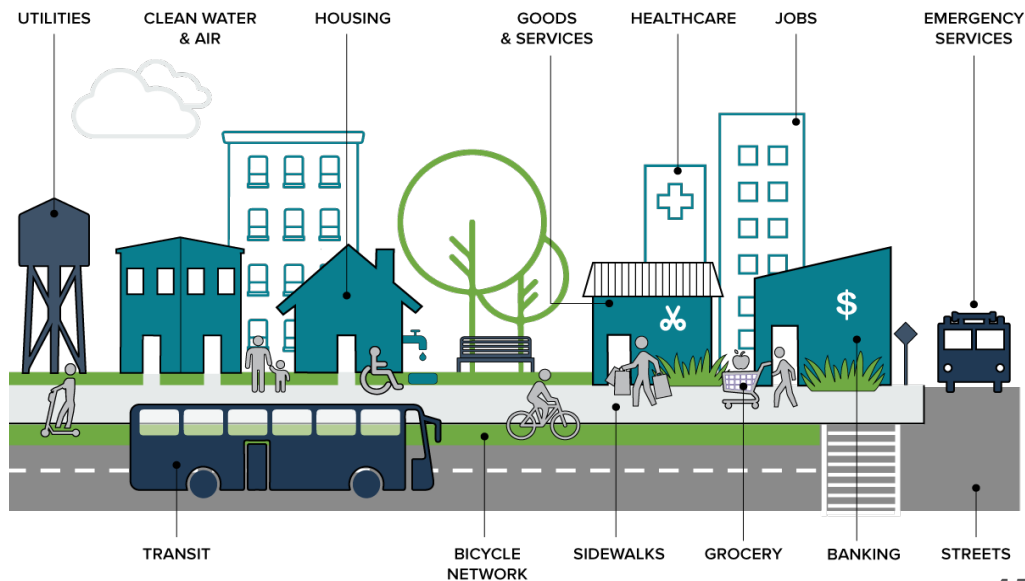 UTILITIES
CLEAN WATER
& AIR
HOUSING
GOODS
& SERVICES
HEALTHCARE
JOBS
EMERGENCY
SERVICES
$
TRANSIT
BICYCLE
NETWORK
SIDEWALKS
GROCERY
BANKING
STREETS